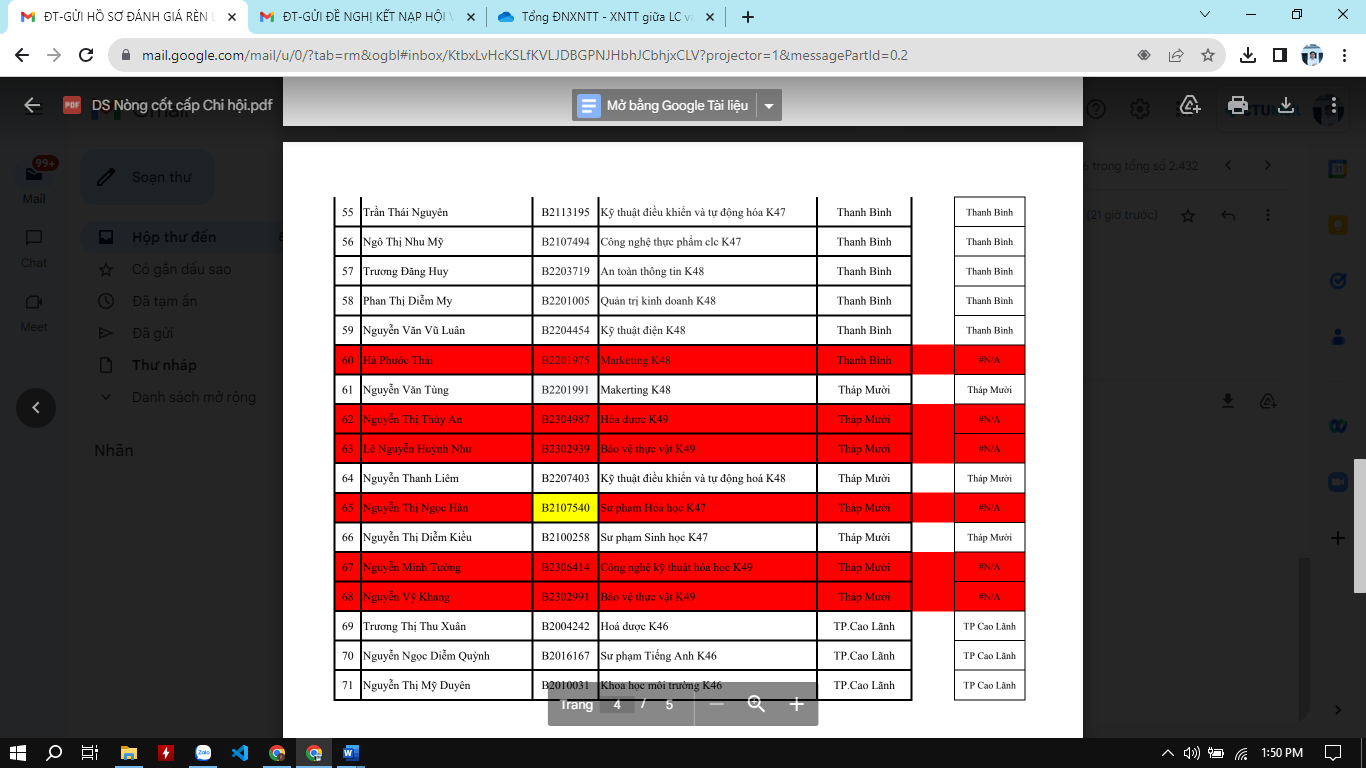 ĐT-GỬI HỒ SƠ ĐÁNH GIÁ RÈN
ĐT-GỬI ĐỀ NGHỊ KẾT NẠP HỘI
Tổng ĐNXNTT - XNTT giữa LC
mail.google.com/mail/u/0/?tab=rm&ogbl#inbox/KtbxLvHcKSLfKVLJDBGPNJHbhJCbhjxCLV?projector=1&messagePartId=0.2
PDF DS Nòng cốt cấp Chi hội.pdf
Mở bằng Google Tài liệu
99+
Mail
Chat
Meet
Soạn thư
Hộp thư đến
Có gắn dấu sao
Đã tạm ẩn
Đã gửi
Thư nháp
Danh sách mở rộng
Nhãn
trang tổng số 2.432
(21 giờ trước)
55 Trần Thái Nguyên B2113195 Kỹ thuật điều khiển và tự động hóa K47 Thanh Bình Thanh Bình
56 Ngô Thị Nhu Mỹ B2107494 Công nghệ thực phẩm clc K47 Thanh Bình Thanh Bình
57 Trương Đăng Huy B2203719 An toàn thông tin K48 Thanh Bình Thanh Bình
58 Phan Thị Diễm My B2201005 Quản trị kinh doanh K48 Thanh Bình Thanh Bình
59 Nguyễn Văn Vũ Luân B2204454 Kỹ thuật điện K48 Thanh Bình Thanh Bình
60 Hà Phước Thái B2201975 Marketing K48 Thanh Bình #N/A
61 Nguyễn Văn Tùng B2201991 Makerting K48 Tháp Mười Tháp Mười
62 Nguyễn Thị Thúy An B2304987 Hóa dược K49 Tháp Mười #N/A
63 Lê Nguyễn Huỳnh Như B2302939 Bảo vệ thực vật K49 Tháp Mười #N/A
64 Nguyễn Thanh Liêm B2207403 Kỹ thuật điều khiển và tự động hoá K48 Tháp Mười Tháp Mười
65 Nguyễn Thị Ngọc Hân B2107540 Sư phạm Hóa học K47 Tháp Mười #N/A
66 Nguyễn Thị Diễm Kiều B2100258 Sư phạm Sinh học K47 Tháp Mười Tháp Mười
67 Nguyễn Minh Tường B2306414 Công nghệ kỹ thuật hóa học K49 Tháp Mười #N/A
68 Nguyễn Vỹ Khang B2302991 Bảo vệ thực vật K49 Tháp Mười #N/A
69 Trương Thị Thu Xuân B2004242 Hoá dược K46 TP.Cao Lãnh TP Cao Lãnh
70 Nguyễn Ngọc Diễm Quỳnh B2016167 Sư phạm Tiếng Anh K46 TP.Cao Lãnh TP Cao Lãnh
71 Nguyễn Thị Mỹ Duyên B2010031 Khoa học môi trường K46 TP.Cao Lãnh TP Cao Lãnh
Trang 4 / 5
Zalo
1:50 PM